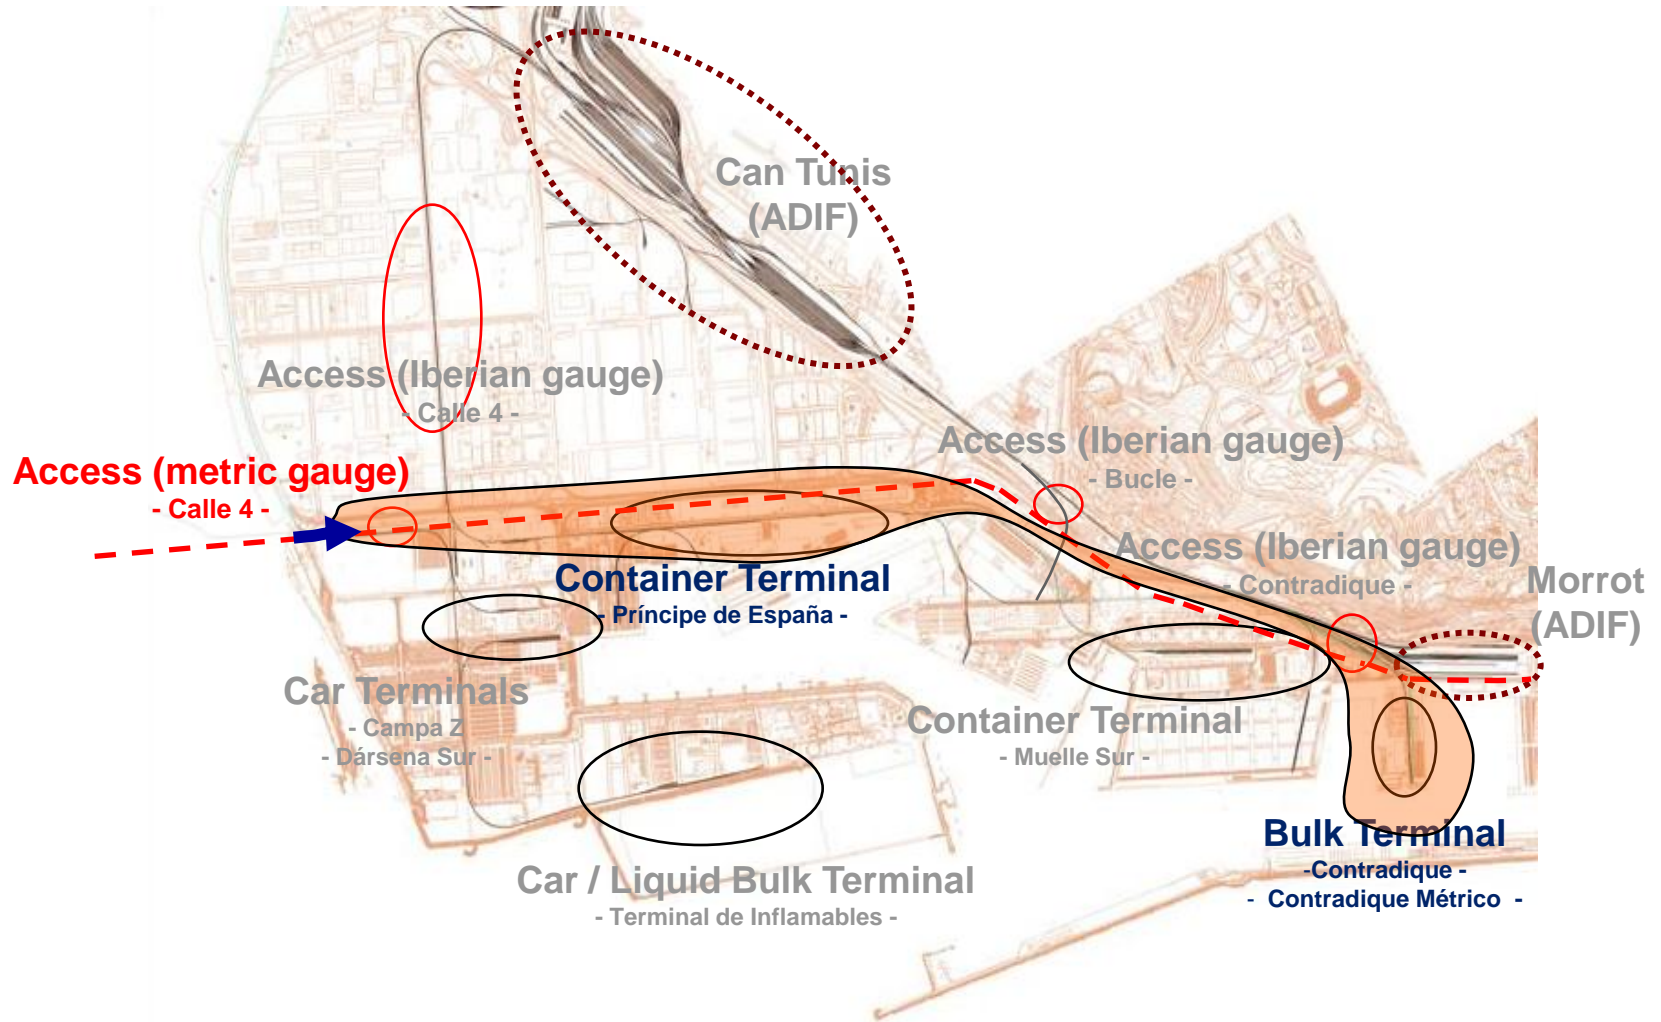 Can Tunis
(ADIF)
Access (Iberian gauge)
- Calle 4 -
Access (Iberian gauge)
- Bucle -
Access (metric gauge)
- Calle 4 -
Access (Iberian gauge)
- Contradique -
Morrot
(ADIF)
Container Terminal
- Príncipe de España -
Car Terminals
- Campa Z
- Dársena Sur -
Container Terminal
- Muelle Sur -
Bulk Terminal
-Contradique -
- Contradique Métrico -
Car / Liquid Bulk Terminal
- Terminal de Inflamables -